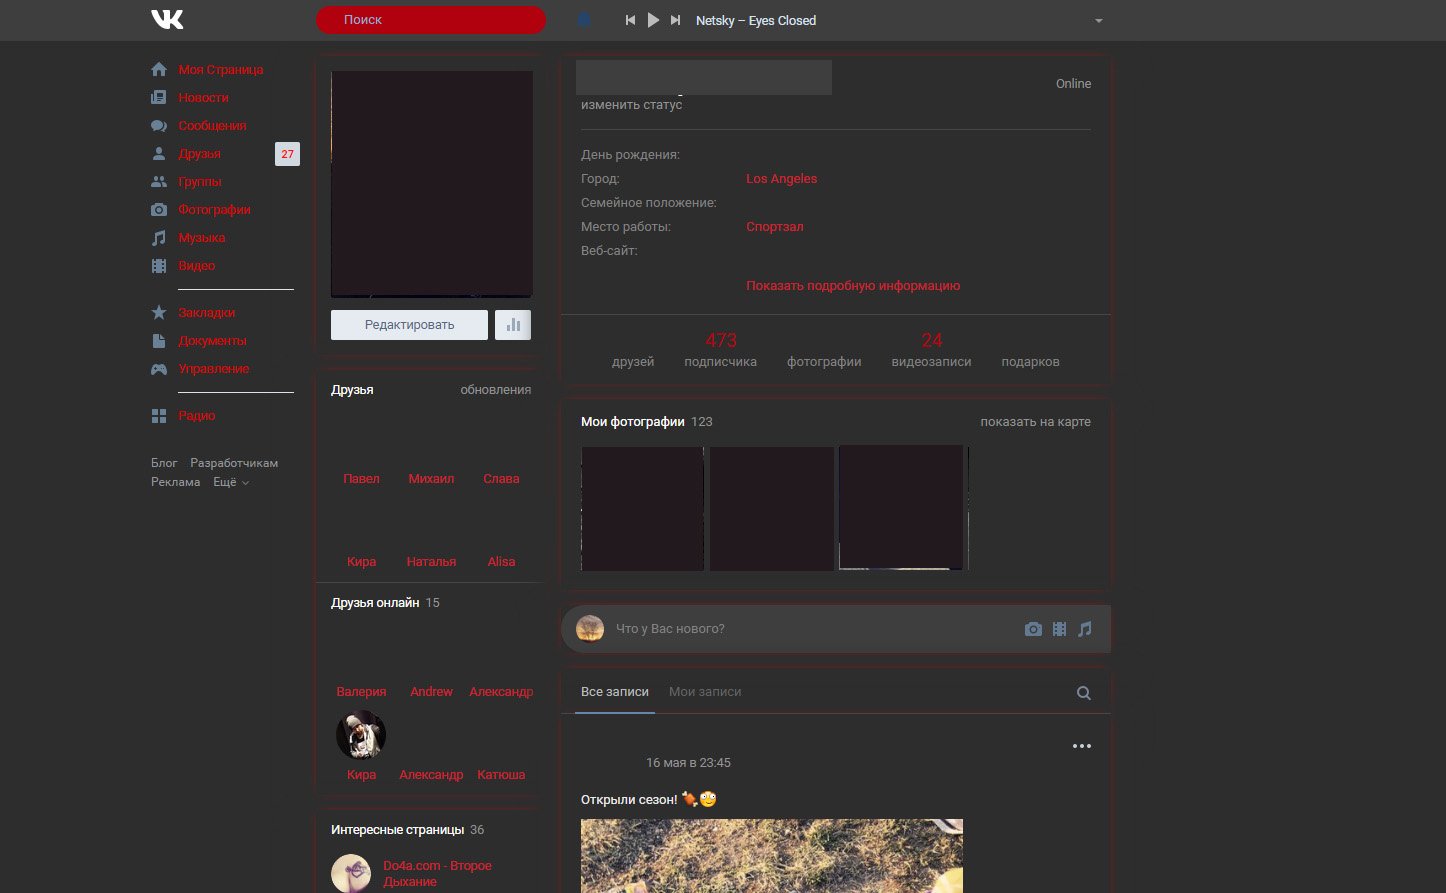 VK
Поиск
Netsky – Eyes Closed
Моя Страница
Новости
Сообщения
Друзья 27
Группы
Фотографии
Музыка
Видео
Закладки
Документы
Управление
Радио
Блог Разработчикам
Реклама Ещё
Редактировать
Друзья обновления
Павел Михаил Слава
Кира Наталья Alisa
Друзья онлайн 15
Валерия Andrew Александр
Кира Александр Катюша
Интересные страницы 36
Do4a.com - Второе
Дыхание
Online
изменить статус
День рождения:
Город: Los Angeles
Семейное положение:
Место работы: Спортзал
Веб-сайт:
Показать подробную информацию
473 24
друзей подписчика фотографии видеозаписи подарков
Мои фотографии 123 показать на карте
Что у Вас нового?
Все записи Мои записи
16 мая в 23:45
Открыли сезон! 🍖🙄